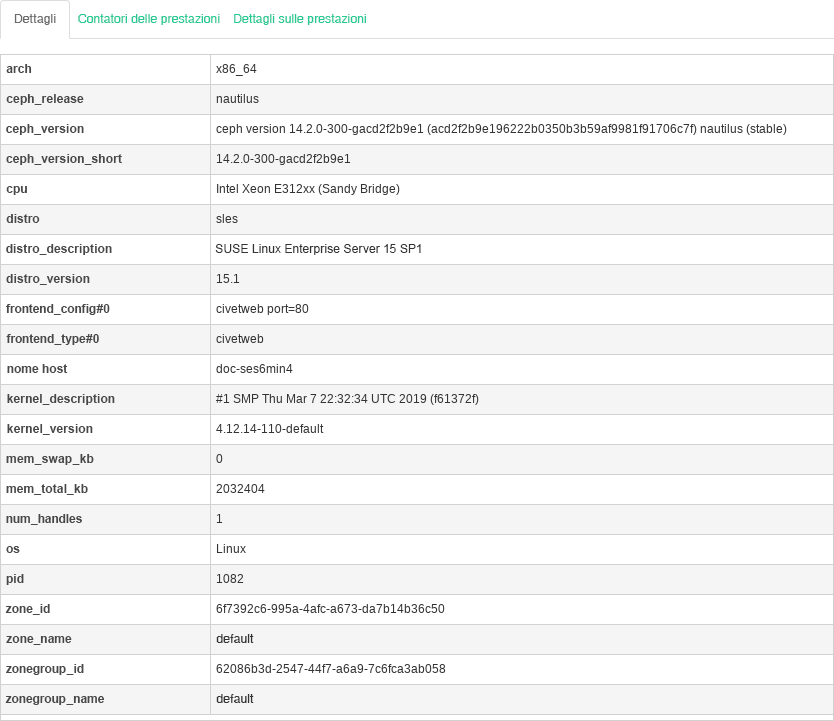 Dettagli Contatori delle prestazioni Dettagli sulle prestazioni
arch x86_64
ceph_release nautilus
ceph_version ceph version 14.2.0-300-gacd2f2b9e1 (acd2f2b9e196222b0350b3b59af9981f91706c7f) nautilus (stable)
ceph_version_short 14.2.0-300-gacd2f2b9e1
cpu Intel Xeon E312xx (Sandy Bridge)
distro sles
distro_description SUSE Linux Enterprise Server 15 SP1
distro_version 15.1
frontend_config#0 civetweb port=80
frontend_type#0 civetweb
nome host doc-ses6min4
kernel_description #1 SMP Thu Mar 7 22:32:34 UTC 2019 (f61372f)
kernel_version 4.12.14-110-default
mem_swap_kb 0
mem_total_kb 2032404
num_handles 1
os Linux
pid 1082
zone_id 6f7392c6-995a-4afc-a673-da7b14b36c50
zone_name default
zonegroup_id 62086b3d-2547-44f7-a6a9-7c6fca3ab058
zonegroup_name default